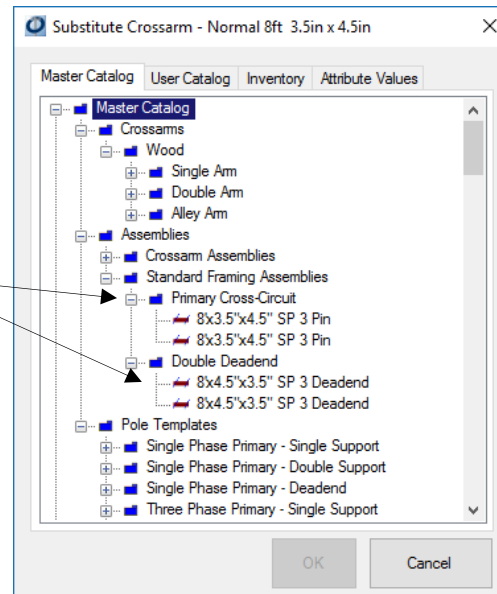 Substitute Crossarm - Normal 8ft  3.5in x 4.5in
Master Catalog User Catalog Inventory Attribute Values
Master Catalog
Crossarms
Wood
Single Arm
Double Arm
Alley Arm
Assemblies
Crossarm Assemblies
Standard Framing Assemblies
Primary Cross-Circuit
8'x3.5"x4.5" SP 3 Pin
8'x3.5"x4.5" SP 3 Pin
Double Deadend
8'x4.5"x3.5" SP 3 Deadend
8'x4.5"x3.5" SP 3 Deadend
Pole Templates
Single Phase Primary - Single Support
Single Phase Primary - Double Support
Single Phase Primary - Deadend
Three Phase Primary - Single Support
OK Cancel